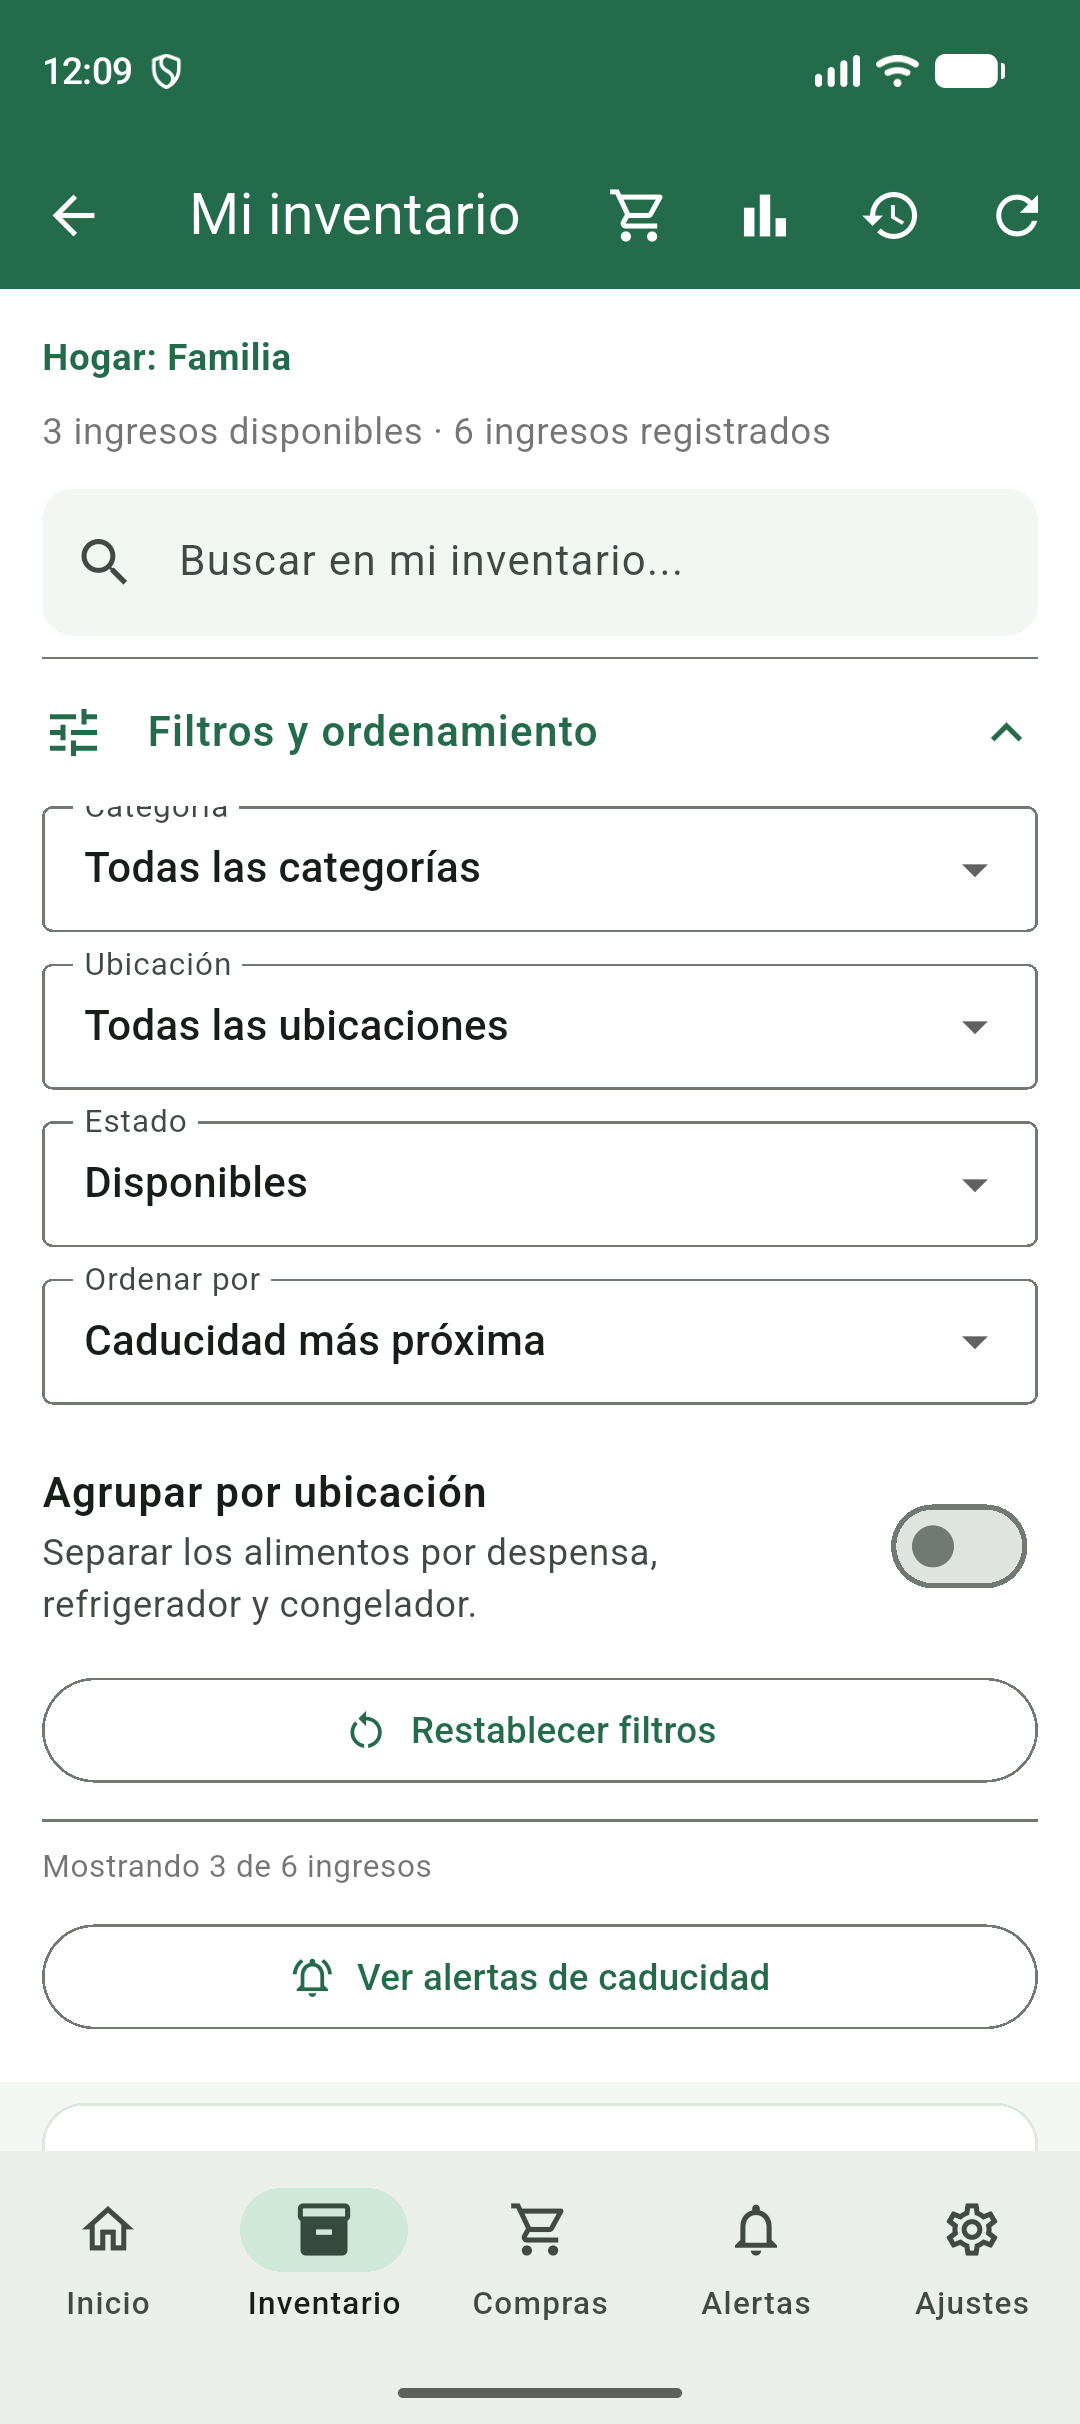 12:09
Mi inventario
Hogar: Familia
3 ingresos disponibles · 6 ingresos registrados
Buscar en mi inventario...
Filtros y ordenamiento
Categoría
Todas las categorías
Ubicación
Todas las ubicaciones
Estado
Disponibles
Ordenar por
Caducidad más próxima
Agrupar por ubicación
Separar los alimentos por despensa,
refrigerador y congelador.
Restablecer filtros
Mostrando 3 de 6 ingresos
Ver alertas de caducidad
Inicio
Inventario
Compras
Alertas
Ajustes